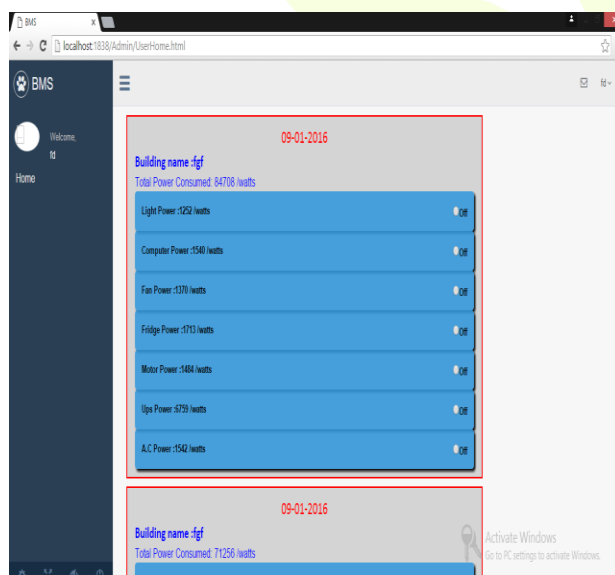 BMS x
localhost:1838/Admin/UserHome.html
BMS
fd
Welcome,
fd
Home
09-01-2016
Building name :fgf
Total Power Consumed: 84708 /watts
Light Power :1252 /watts Off
Computer Power :1540 /watts Off
Fan Power :1370 /watts Off
Fridge Power :1713 /watts Off
Motor Power :1484 /watts Off
Ups Power :6759 /watts Off
A.C Power :1542 /watts Off
09-01-2016
Building name :fgf
Total Power Consumed: 71256 /watts
Activate Windows
Go to PC settings to activate Windows.